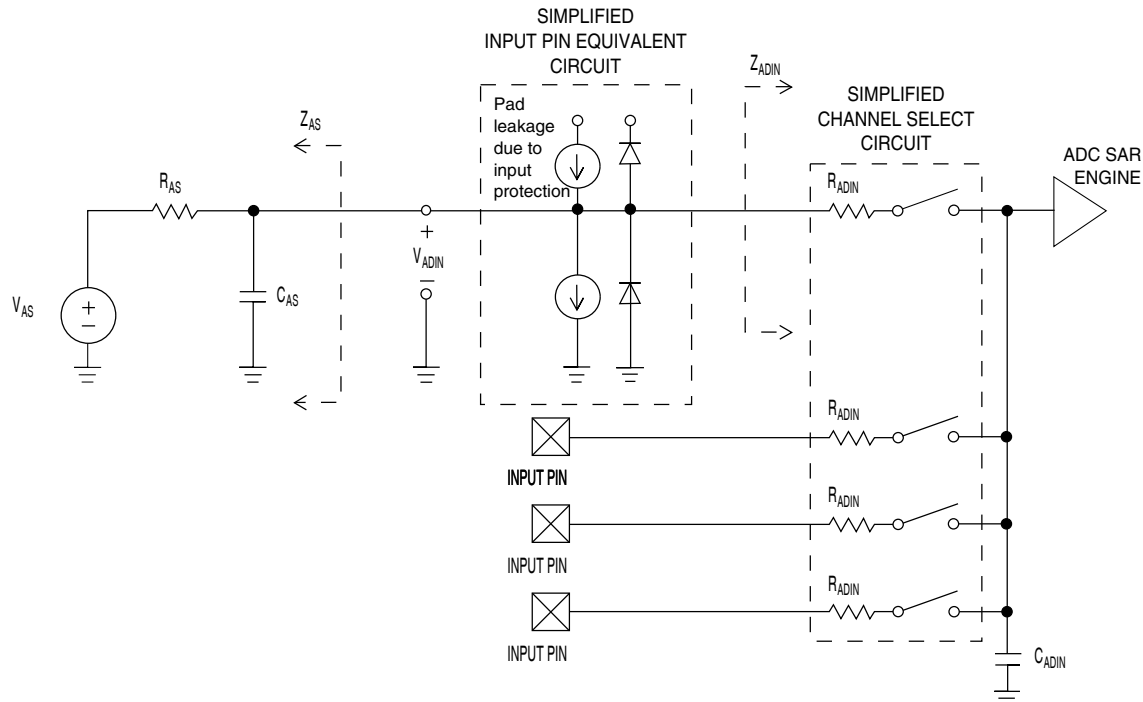 SIMPLIFIED
INPUT PIN EQUIVALENT
CIRCUIT
Pad
leakage
due to
input
protection
Z_AS
R_AS
V_AS
+
–
C_AS
+
V_ADIN
–
Z_ADIN
SIMPLIFIED
CHANNEL SELECT
CIRCUIT
R_ADIN
ADC SAR
ENGINE
R_ADIN
INPUT PIN
R_ADIN
INPUT PIN
R_ADIN
INPUT PIN
C_ADIN